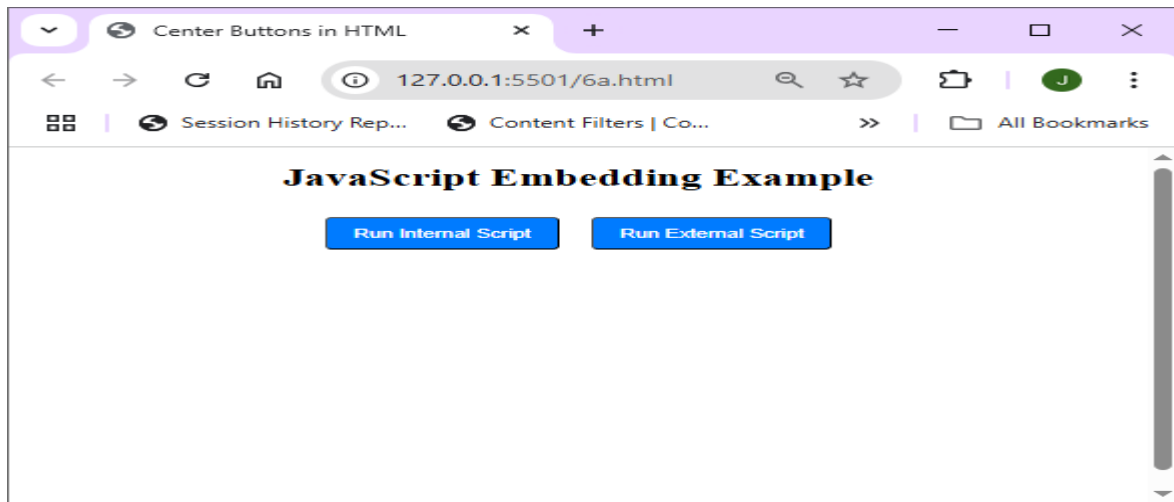 Center Buttons in HTML
127.0.0.1:5501/6a.html
J
Session History Rep... Content Filters | Co... All Bookmarks
JavaScript Embedding Example
Run Internal Script Run External Script